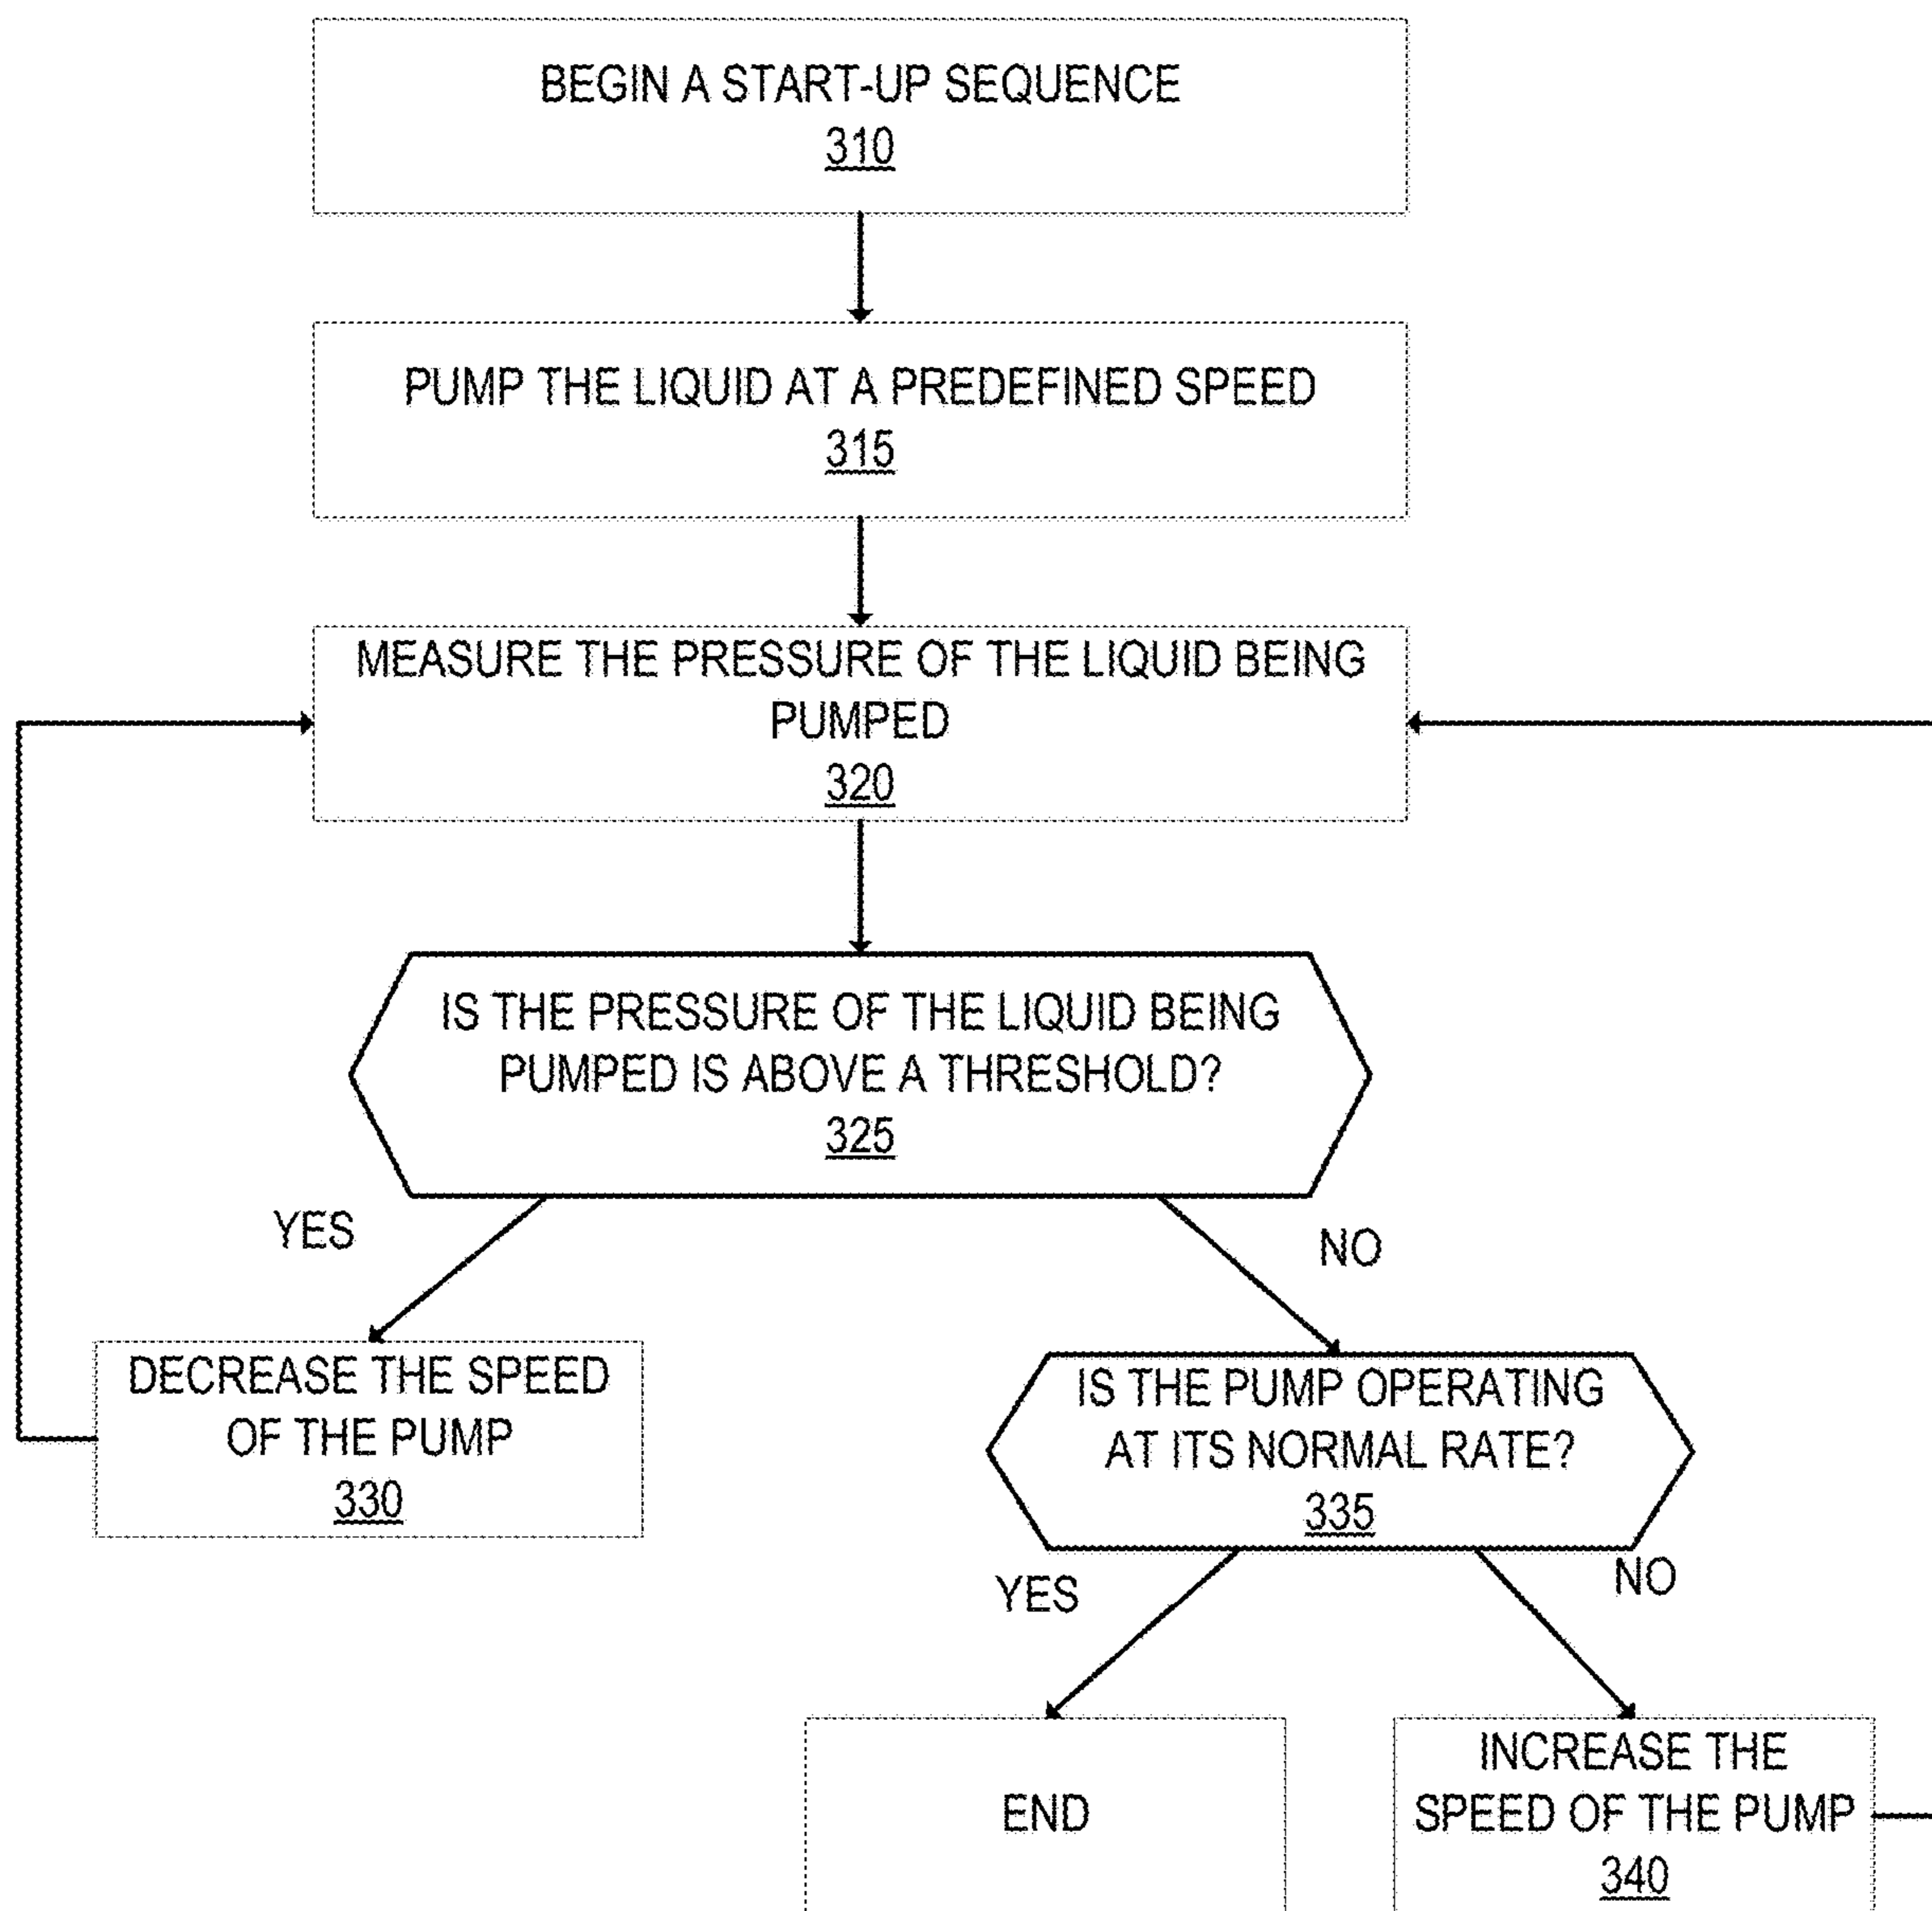 BEGIN A START-UP SEQUENCE
310
PUMP THE LIQUID AT A PREDEFINED SPEED
315
MEASURE THE PRESSURE OF THE LIQUID BEING
PUMPED
320
IS THE PRESSURE OF THE LIQUID BEING
PUMPED IS ABOVE A THRESHOLD?
325
YES
NO
DECREASE THE SPEED
OF THE PUMP
330
IS THE PUMP OPERATING
AT ITS NORMAL RATE?
335
YES
NO
END
INCREASE THE
SPEED OF THE PUMP
340